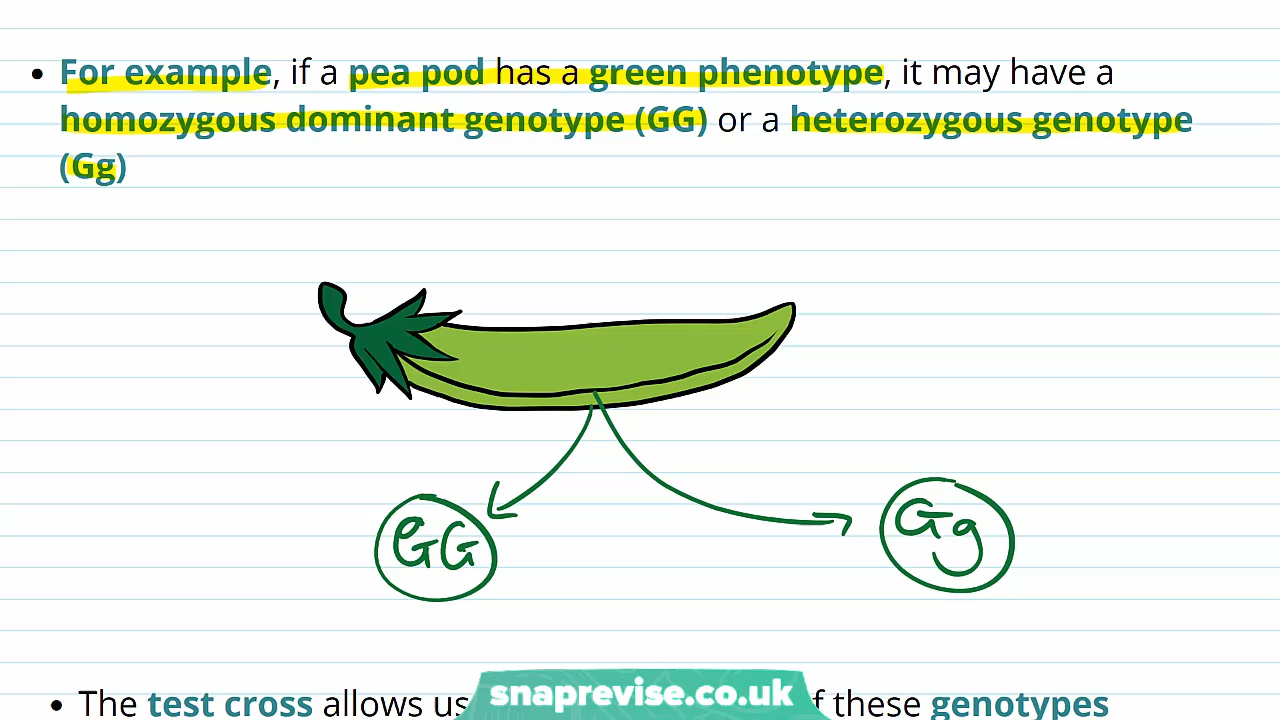 • For example, if a pea pod has a green phenotype, it may have a
homozygous dominant genotype (GG) or a heterozygous genotype
(Gg)
GG
Gg
• The test cross allows us f these genotypes
snaprevise.co.uk